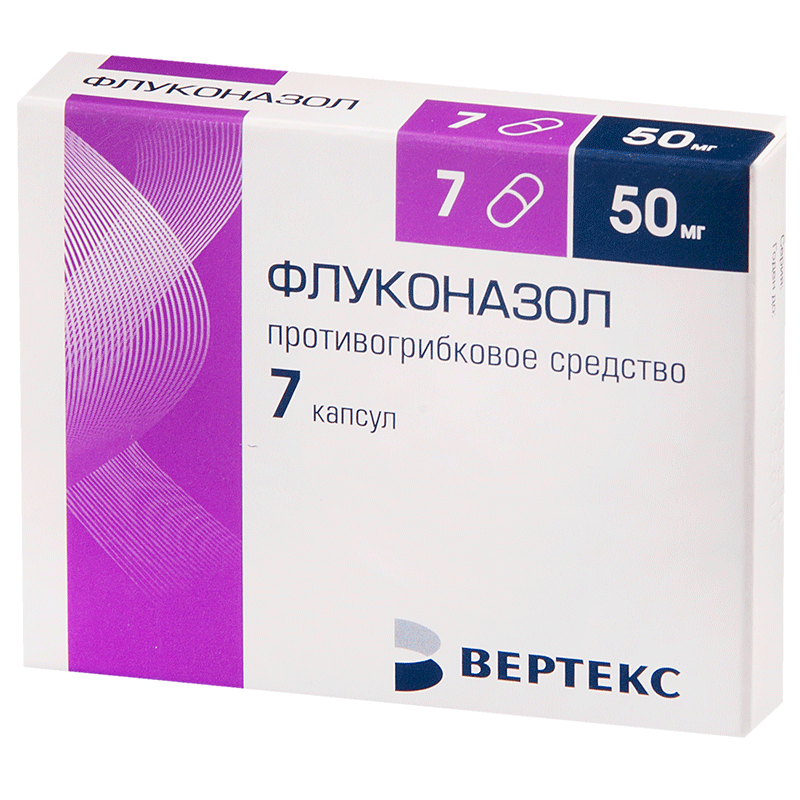 ФЛУКОНАЗОЛ
7 50 мг
7 50 мг
ФЛУКОНАЗОЛ
противогрибковое средство
7 капсул
ВЕРТЕКС